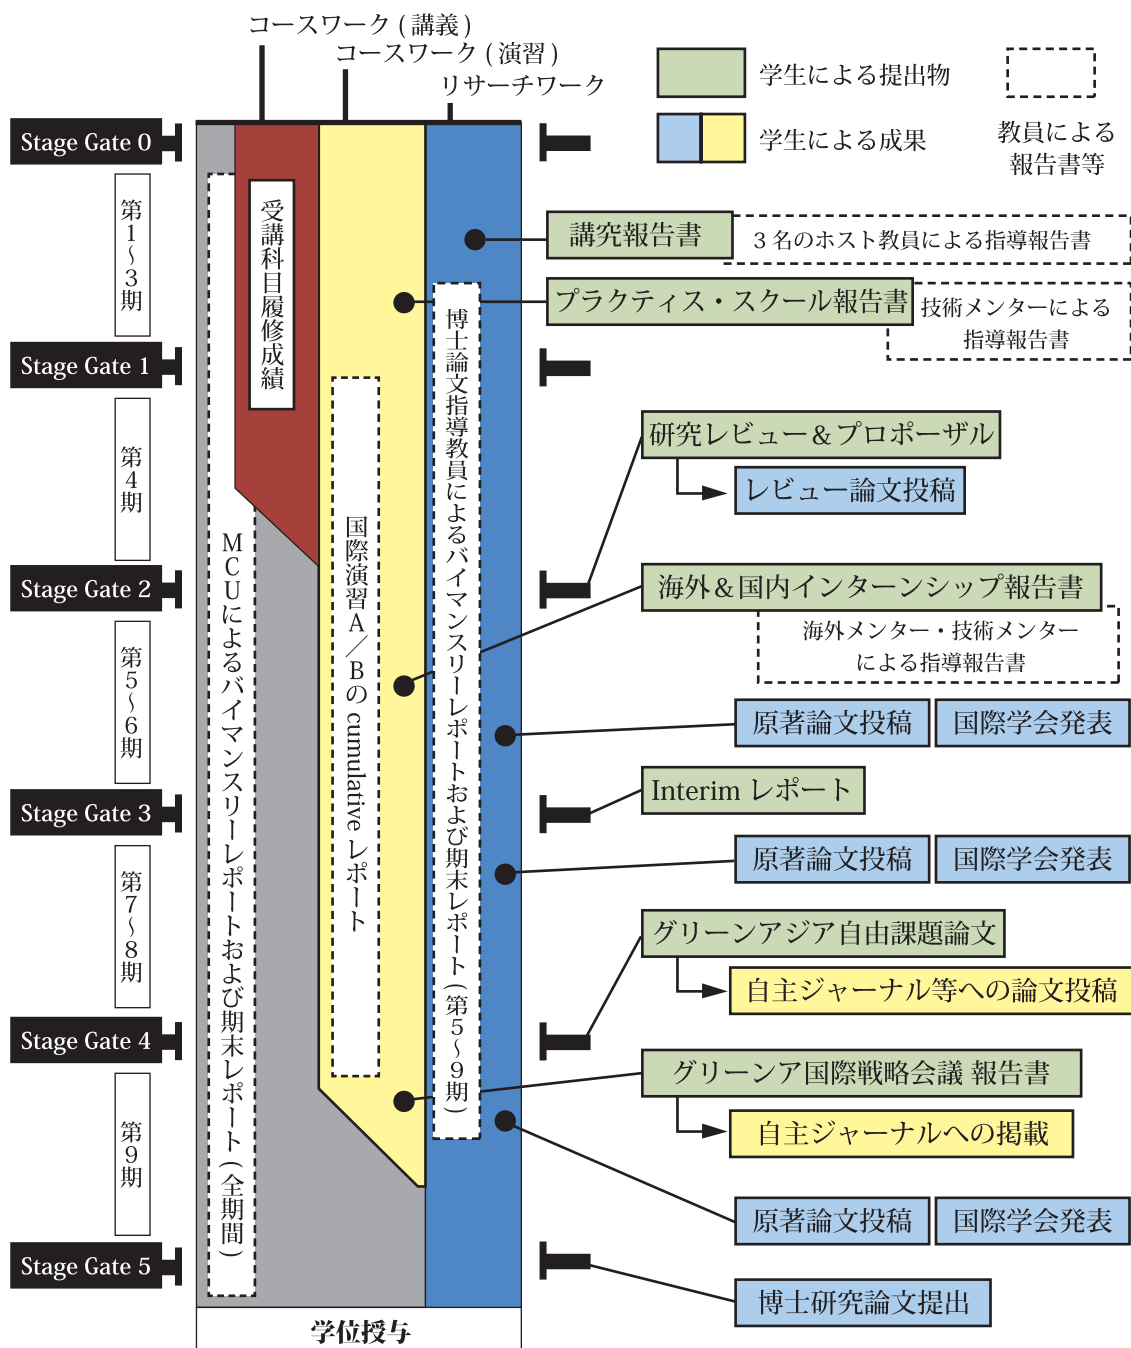 コースワーク ( 講義 )
コースワーク ( 演習 )
リサーチワーク
学生による提出物
学生による成果
教員による
報告書等
Stage Gate 0
第1～3期
Stage Gate 1
第4期
Stage Gate 2
第5～6期
Stage Gate 3
第7～8期
Stage Gate 4
第9期
Stage Gate 5
MCUによるバイマンスリーレポートおよび期末レポート(全期間)
受講科目履修成績
国際演習A／Bの cumulative レポート
博士論文指導教員によるバイマンスリーレポートおよび期末レポート(第5～9期)
学位授与
講究報告書
3 名のホスト教員による指導報告書
プラクティス・スクール報告書
技術メンターによる
指導報告書
研究レビュー＆プロポーザル
レビュー論文投稿
海外＆国内インターンシップ報告書
海外メンター・技術メンター
による指導報告書
原著論文投稿
国際学会発表
Interim レポート
原著論文投稿
国際学会発表
グリーンアジア自由課題論文
自主ジャーナル等への論文投稿
グリーンア国際戦略会議 報告書
自主ジャーナルへの掲載
原著論文投稿
国際学会発表
博士研究論文提出